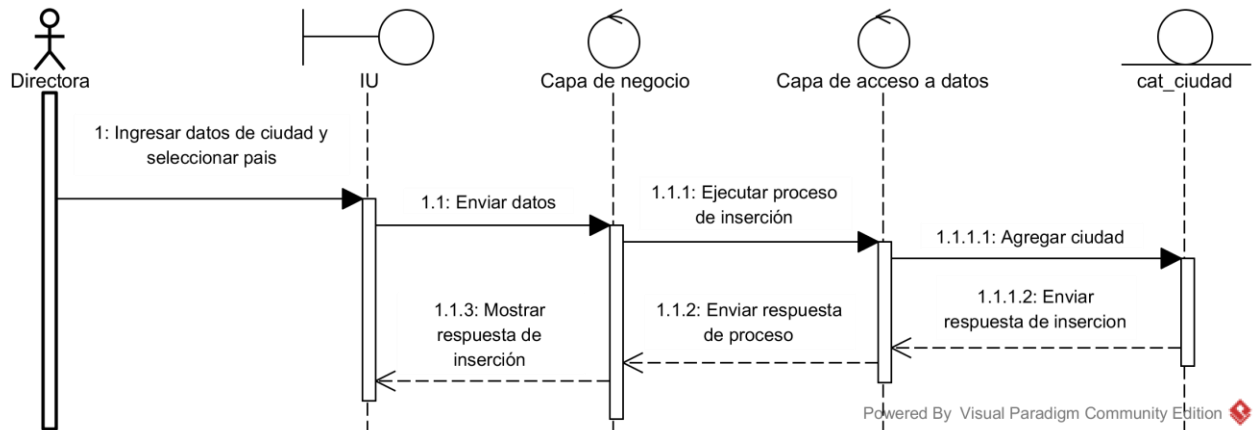 Directora
IU
Capa de negocio
Capa de acceso a datos
cat_ciudad
1: Ingresar datos de ciudad y
seleccionar pais
1.1: Enviar datos
1.1.1: Ejecutar proceso
de inserción
1.1.1.1: Agregar ciudad
1.1.3: Mostrar
respuesta de
inserción
1.1.2: Enviar respuesta
de proceso
1.1.1.2: Enviar
respuesta de insercion
Powered By Visual Paradigm Community Edition